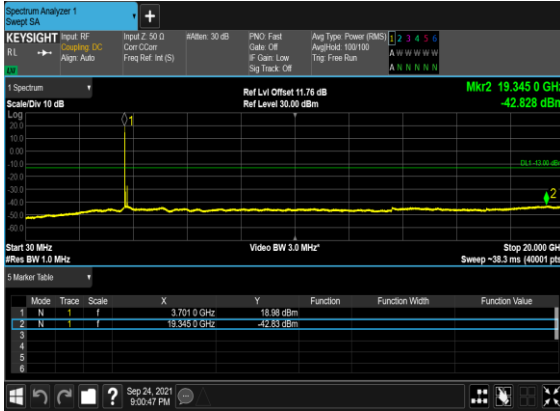 Spectrum Analyzer 1
Swept SA
+
KEYSIGHT Input: RF Input Z: 50 Ω #Atten: 30 dB PNO: Fast Avg Type: Power (RMS) 1 2 3 4 5 6
RL Coupling: DC Corr CCorr Gate: Off Avg|Hold: 100/100 A W W W W W
Align: Auto Freq Ref: Int (S) IF Gain: Low Trig: Free Run
Sig Track: Off A N N N N N
1 Spectrum Ref Lvl Offset 11.76 dB Mkr2 19.345 0 GHz
Scale/Div 10 dB Ref Level 30.00 dBm -42.828 dBm
Log
20.0
10.0
0.00
-10.0
-20.0
-30.0
-40.0
-50.0
-60.0
1
DL1 -13.00 dBm
2
Start 30 MHz Video BW 3.0 MHz* Stop 20.000 GHz
#Res BW 1.0 MHz Sweep ~38.3 ms (40001 pts
5 Marker Table
Mode Trace Scale X Y Function Function Width Function Value
1 N 1 f 3.701 0 GHz 18.98 dBm
2 N 1 f 19.345 0 GHz -42.83 dBm
3
4
5
6
? Sep 24, 2021
9:00:47 PM